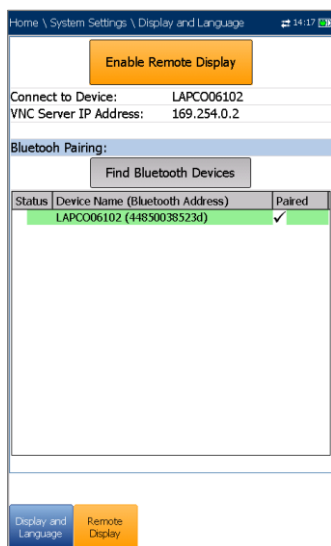 Home \ System Settings \ Display and Language 14:17
Enable Remote Display
Connect to Device: LAPCO06102
VNC Server IP Address: 169.254.0.2
Bluetooh Pairing:
Find Bluetooth Devices
Status Device Name (Bluetooth Address) Paired
LAPCO06102 (44850038523d)
Display and
Language
Remote
Display